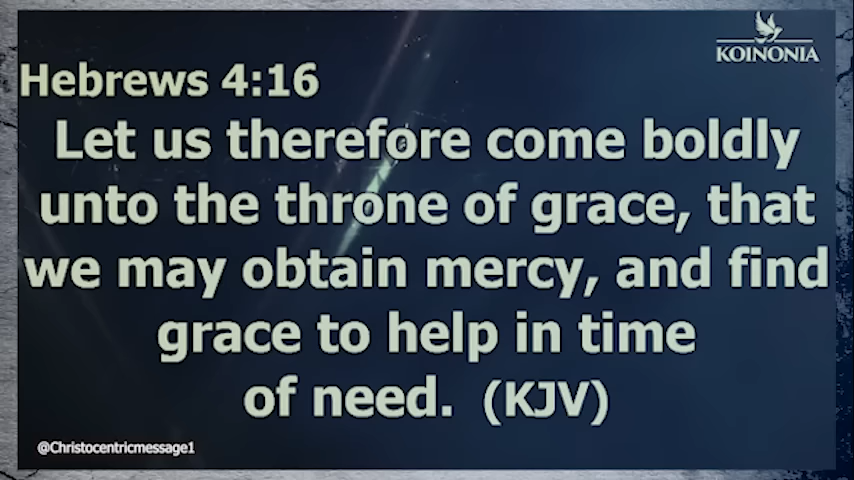 KOINONIA
Hebrews 4:16
Let us therefore come boldly
unto the throne of grace, that
we may obtain mercy, and find
grace to help in time
of need. (KJV)
@Christocentricmessage1